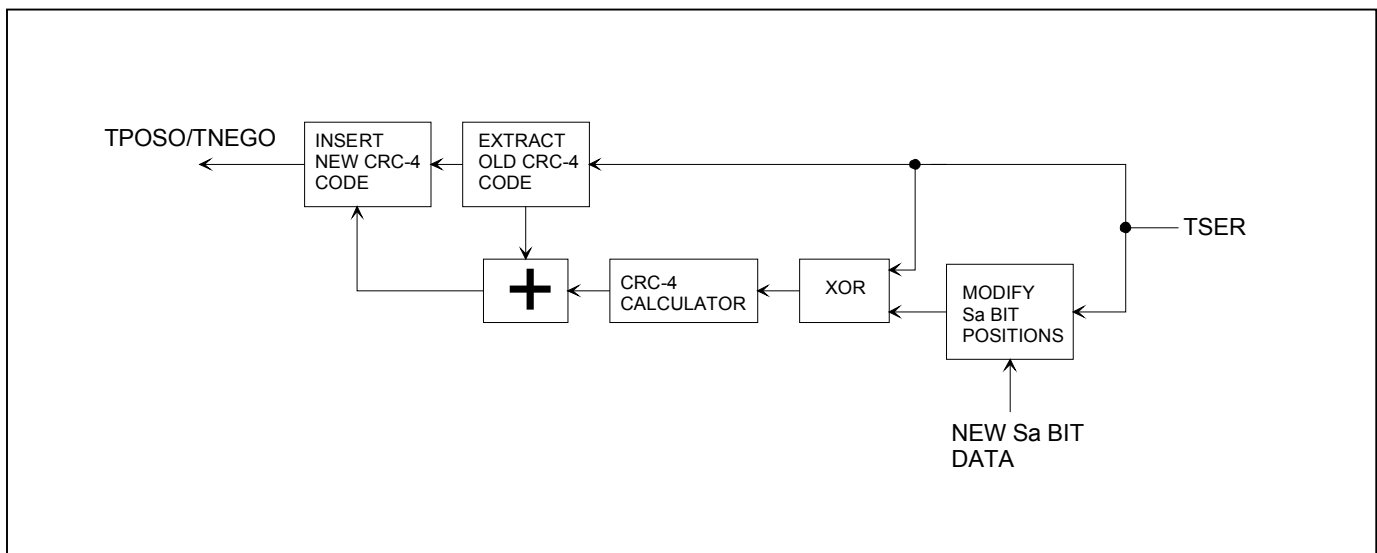 TPOSO/TNEGO
INSERT
NEW CRC-4
CODE
EXTRACT
OLD CRC-4
CODE
TSER
+
CRC-4
CALCULATOR
XOR
MODIFY
Sa BIT
POSITIONS
NEW Sa BIT
DATA